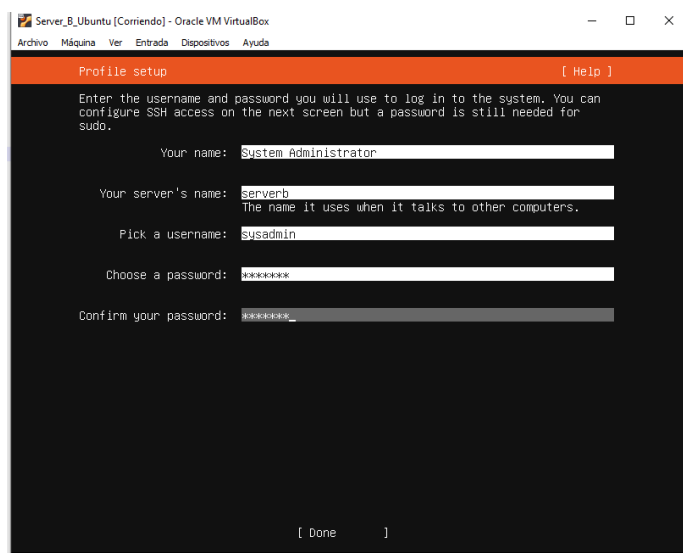 Server_B_Ubuntu [Corriendo] - Oracle VM VirtualBox
Archivo Máquina Ver Entrada Dispositivos Ayuda
Profile setup [ Help ]
Enter the username and password you will use to log in to the system. You can
configure SSH access on the next screen but a password is still needed for
sudo.
Your name: System Administrator
Your server's name: serverb
The name it uses when it talks to other computers.
Pick a username: sysadmin
Choose a password: *******
Confirm your password: *******_
[ Done ]